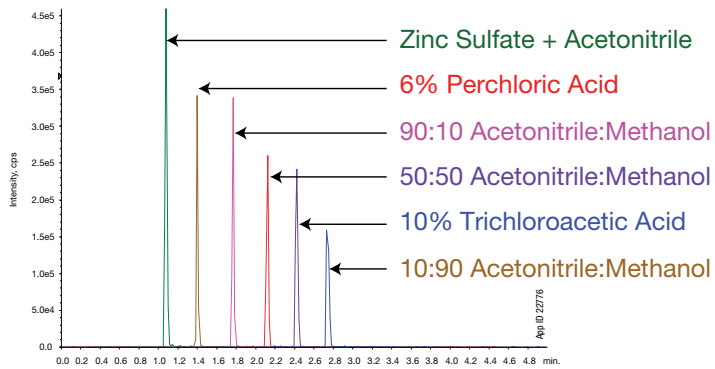 4.5e5
4.0e5
3.5e5
3.0e5
2.5e5
2.0e5
1.5e5
1.0e5
5.0e4
0.0
Intensity, cps
Zinc Sulfate + Acetonitrile
6% Perchloric Acid
90:10 Acetonitrile:Methanol
50:50 Acetonitrile:Methanol
10% Trichloroacetic Acid
10:90 Acetonitrile:Methanol
App ID 22776
0.0 0.2 0.4 0.6 0.8 1.0 1.2 1.4 1.6 1.8 2.0 2.2 2.4 2.6 2.8 3.0 3.2 3.4 3.6 3.8 4.0 4.2 4.4 4.6 4.8 min.